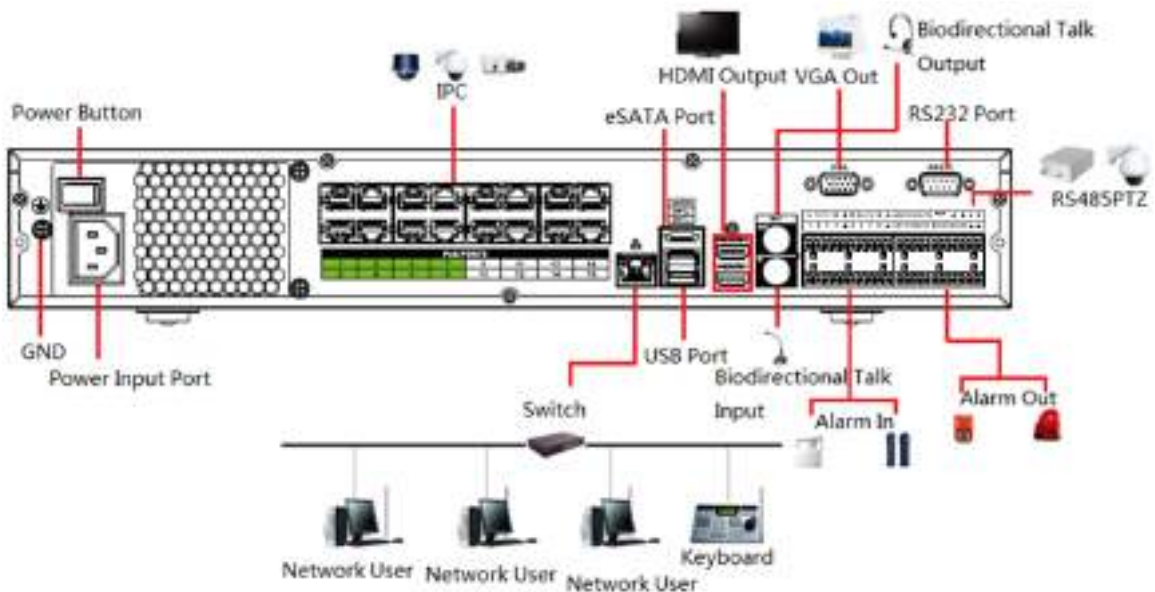 Biodirectional Talk
Output
HDMI Output
VGA Out
IPC
Power Button
eSATA Port
RS232 Port
RS485PTZ
GND
Power Input Port
USB Port
Biodirectional Talk
Input
Alarm In
Alarm Out
Switch
Network User
Network User
Network User
Keyboard